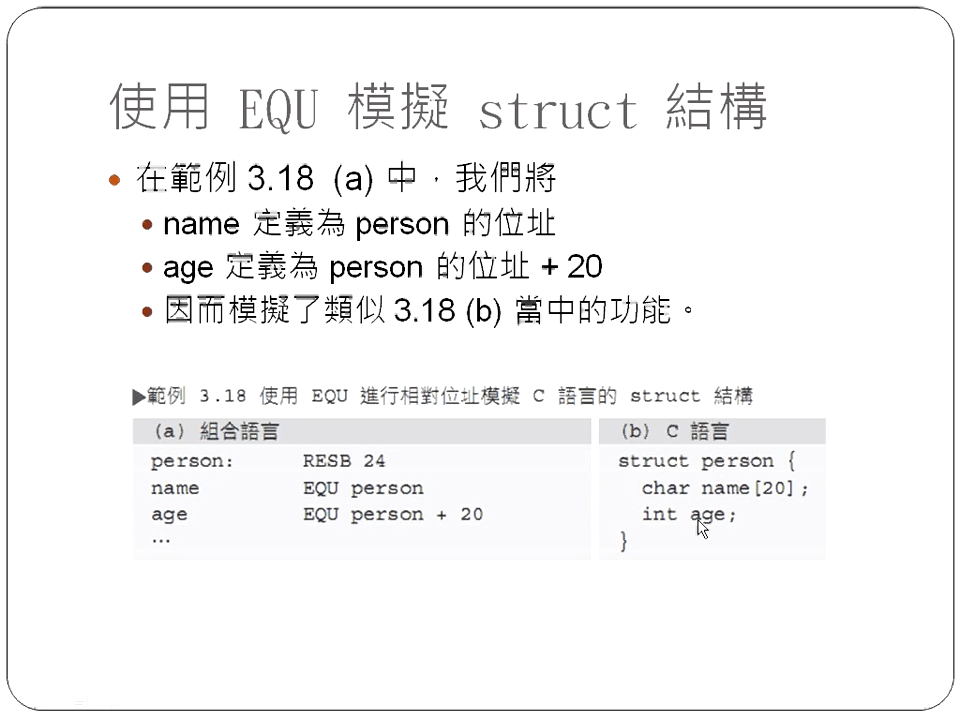 使用 EQU 模擬 struct 結構
在範例 3.18 (a) 中，我們將
name 定義為 person 的位址
age 定義為 person 的位址 + 20
因而模擬了類似 3.18 (b) 當中的功能。
▶範例 3.18 使用 EQU 進行相對位址模擬 C 語言的 struct 結構
(a) 組合語言
person: RESB 24
name EQU person
age EQU person + 20
…
(b) C 語言
struct person {
char name[20];
int age;
}